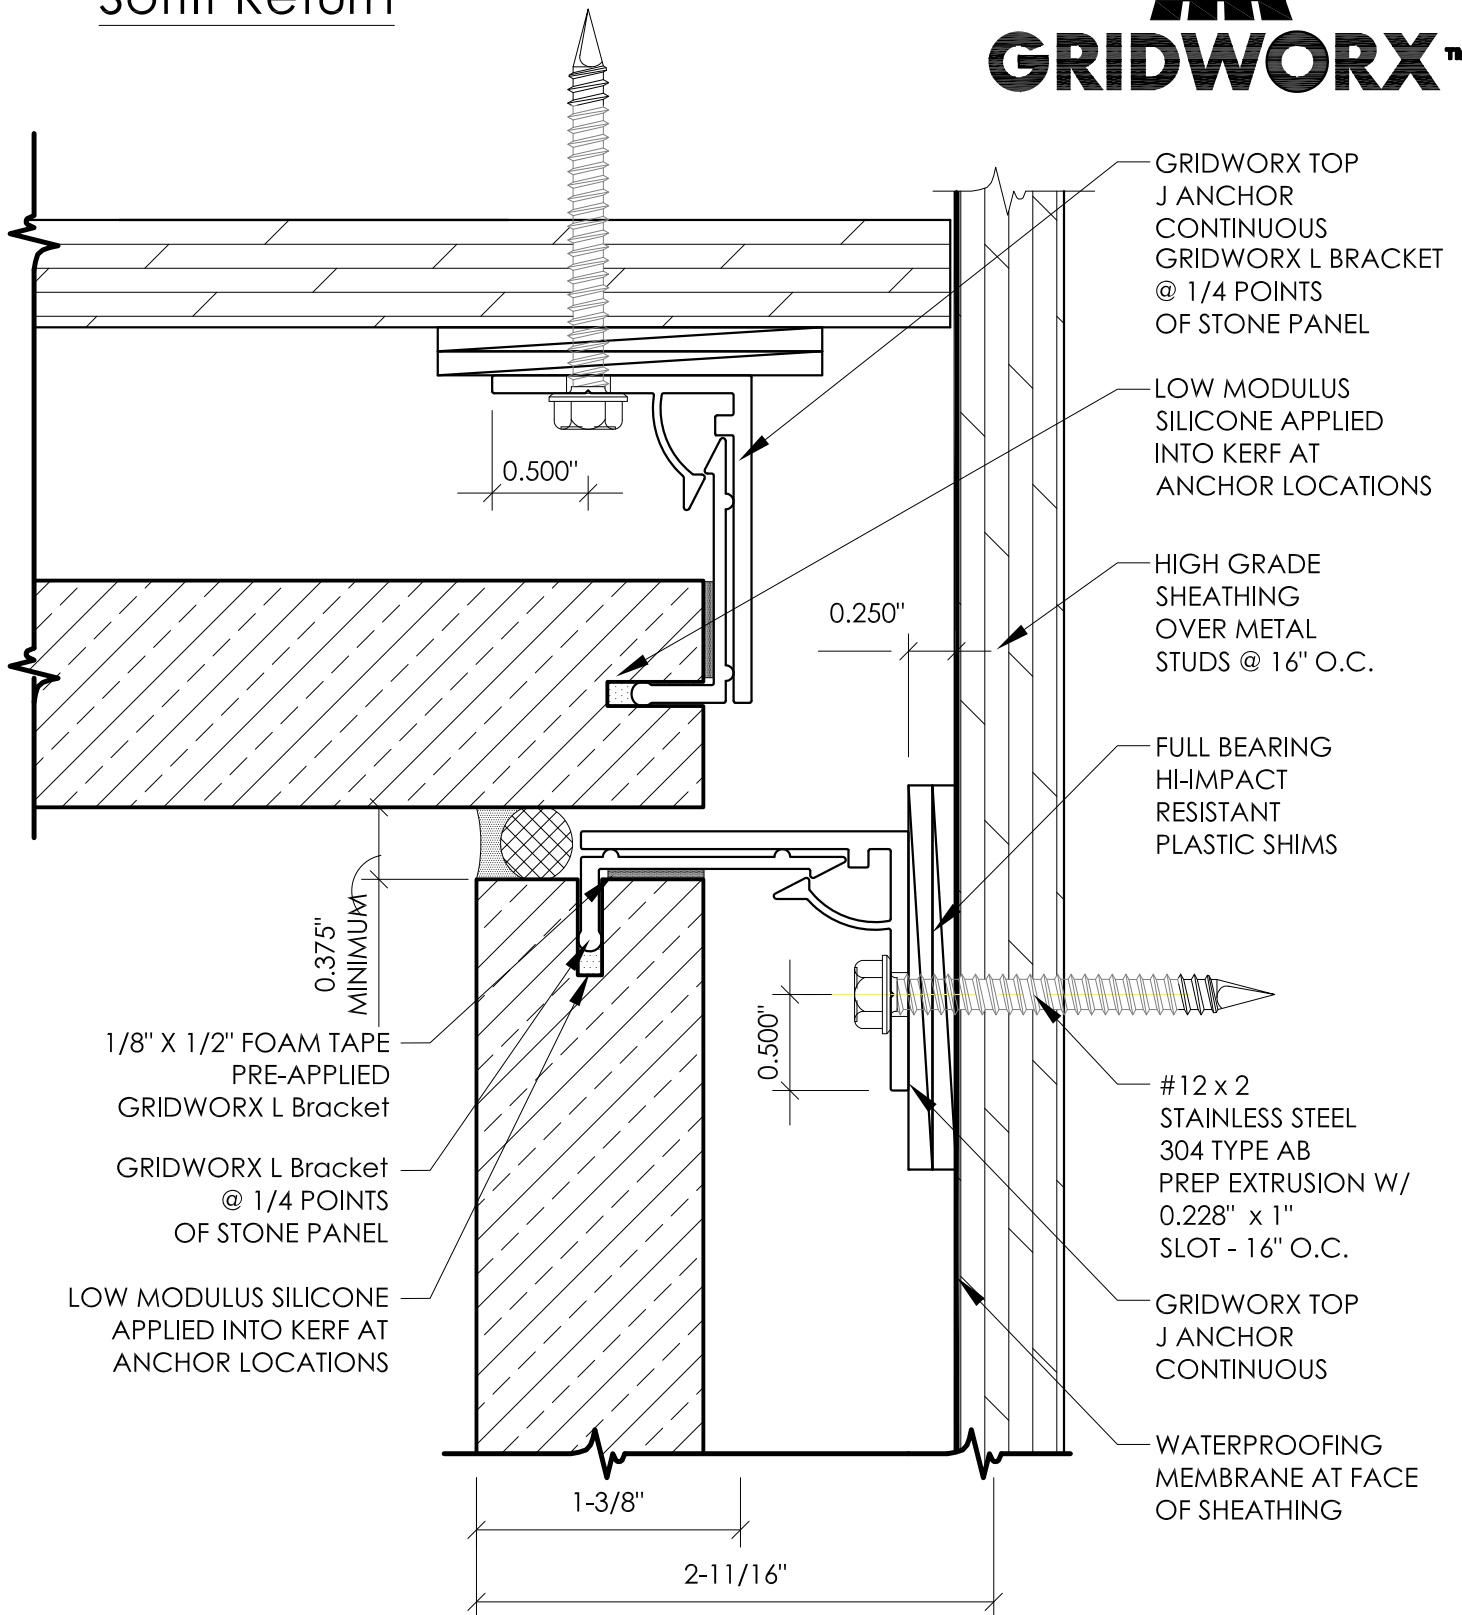 Soffit Return
GRIDWORX™
GRIDWORX TOP
J ANCHOR
CONTINUOUS
GRIDWORX L BRACKET
@ 1/4 POINTS
OF STONE PANEL
LOW MODULUS
SILICONE APPLIED
INTO KERF AT
ANCHOR LOCATIONS
0.500"
HIGH GRADE
SHEATHING
OVER METAL
STUDS @ 16" O.C.
0.250"
FULL BEARING
HI-IMPACT
RESISTANT
PLASTIC SHIMS
0.375"
MINIMUM
0.500"
1/8" X 1/2" FOAM TAPE
PRE-APPLIED
GRIDWORX L Bracket
GRIDWORX L Bracket
@ 1/4 POINTS
OF STONE PANEL
LOW MODULUS SILICONE
APPLIED INTO KERF AT
ANCHOR LOCATIONS
#12 x 2
STAINLESS STEEL
304 TYPE AB
PREP EXTRUSION W/
0.228" x 1"
SLOT - 16" O.C.
GRIDWORX TOP
J ANCHOR
CONTINUOUS
WATERPROOFING
MEMBRANE AT FACE
OF SHEATHING
1-3/8"
2-11/16"